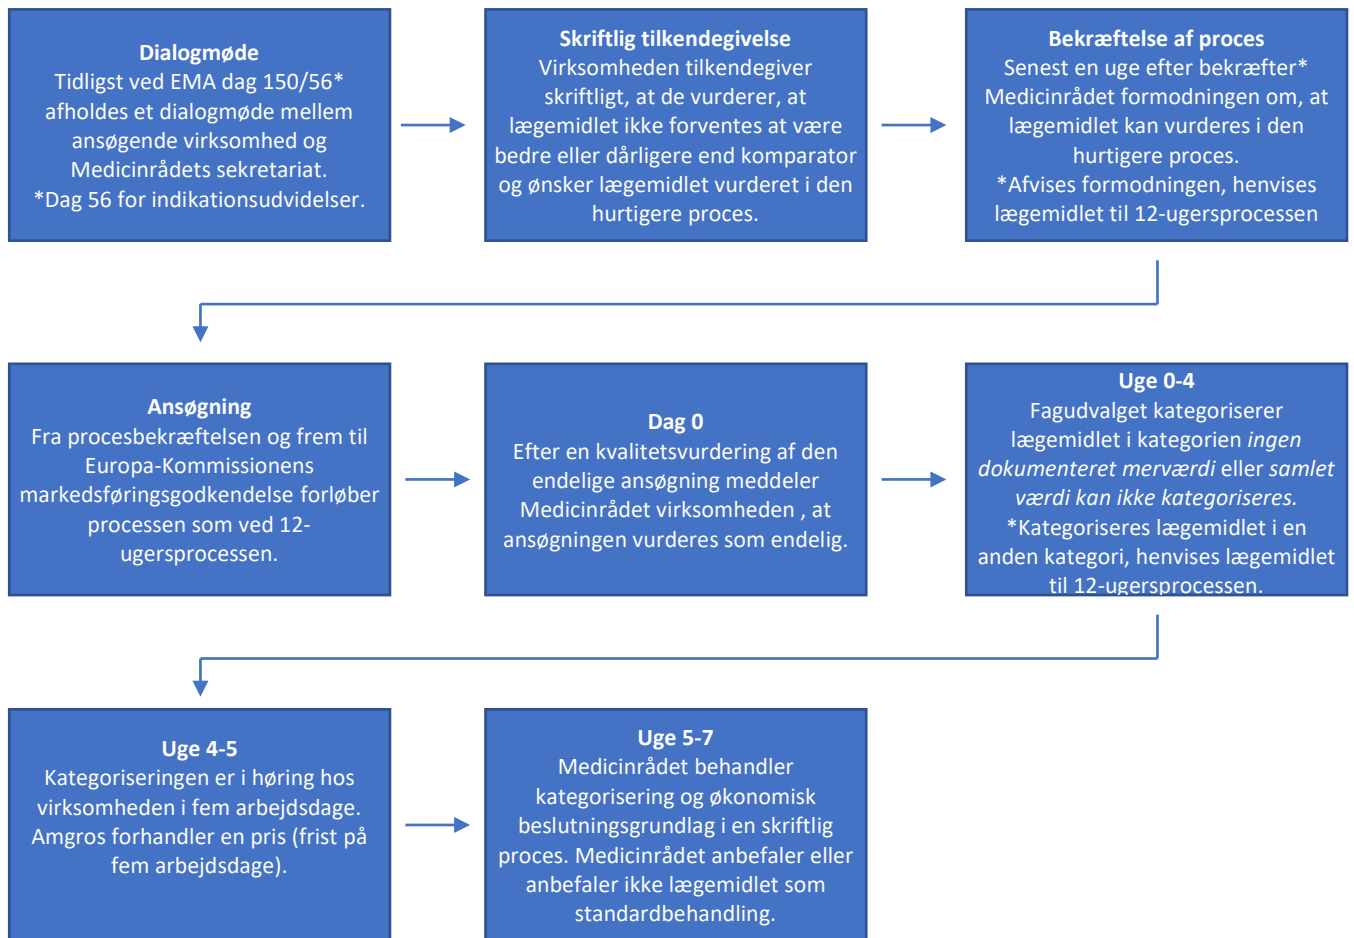 Dialogmøde
Tidligst ved EMA dag 150/56*
afholdes et dialogmøde mellem
ansøgende virksomhed og
Medicinrådets sekretariat.
*Dag 56 for indikationsudvidelser.
Skriftlig tilkendegivelse
Virksomheden tilkendegiver
skriftligt, at de vurderer, at
lægemidlet ikke forventes at være
bedre eller dårligere end komparator
og ønsker lægemidlet vurderet i den
hurtigere proces.
Bekræftelse af proces
Senest en uge efter bekræfter*
Medicinrådet formodningen om, at
lægemidlet kan vurderes i den
hurtigere proces.
*Afvises formodningen, henvises
lægemidlet til 12-ugersprocessen
Ansøgning
Fra procesbekræftelsen og frem til
Europa-Kommissionens
markedsføringsgodkendelse forløber
processen som ved 12-
ugersprocessen.
Dag 0
Efter en kvalitetsvurdering af den
endelige ansøgning meddeler
Medicinrådet virksomheden , at
ansøgningen vurderes som endelig.
Uge 0-4
Fagudvalget kategoriserer
lægemidlet i kategorien ingen
dokumenteret merværdi eller samlet
værdi kan ikke kategoriseres.
*Kategoriseres lægemidlet i en
anden kategori, henvises lægemidlet
til 12-ugersprocessen.
Uge 4-5
Kategoriseringen er i høring hos
virksomheden i fem arbejdsdage.
Amgros forhandler en pris (frist på
fem arbejdsdage).
Uge 5-7
Medicinrådet behandler
kategorisering og økonomisk
beslutningsgrundlag i en skriftlig
proces. Medicinrådet anbefaler eller
anbefaler ikke lægemidlet som
standardbehandling.